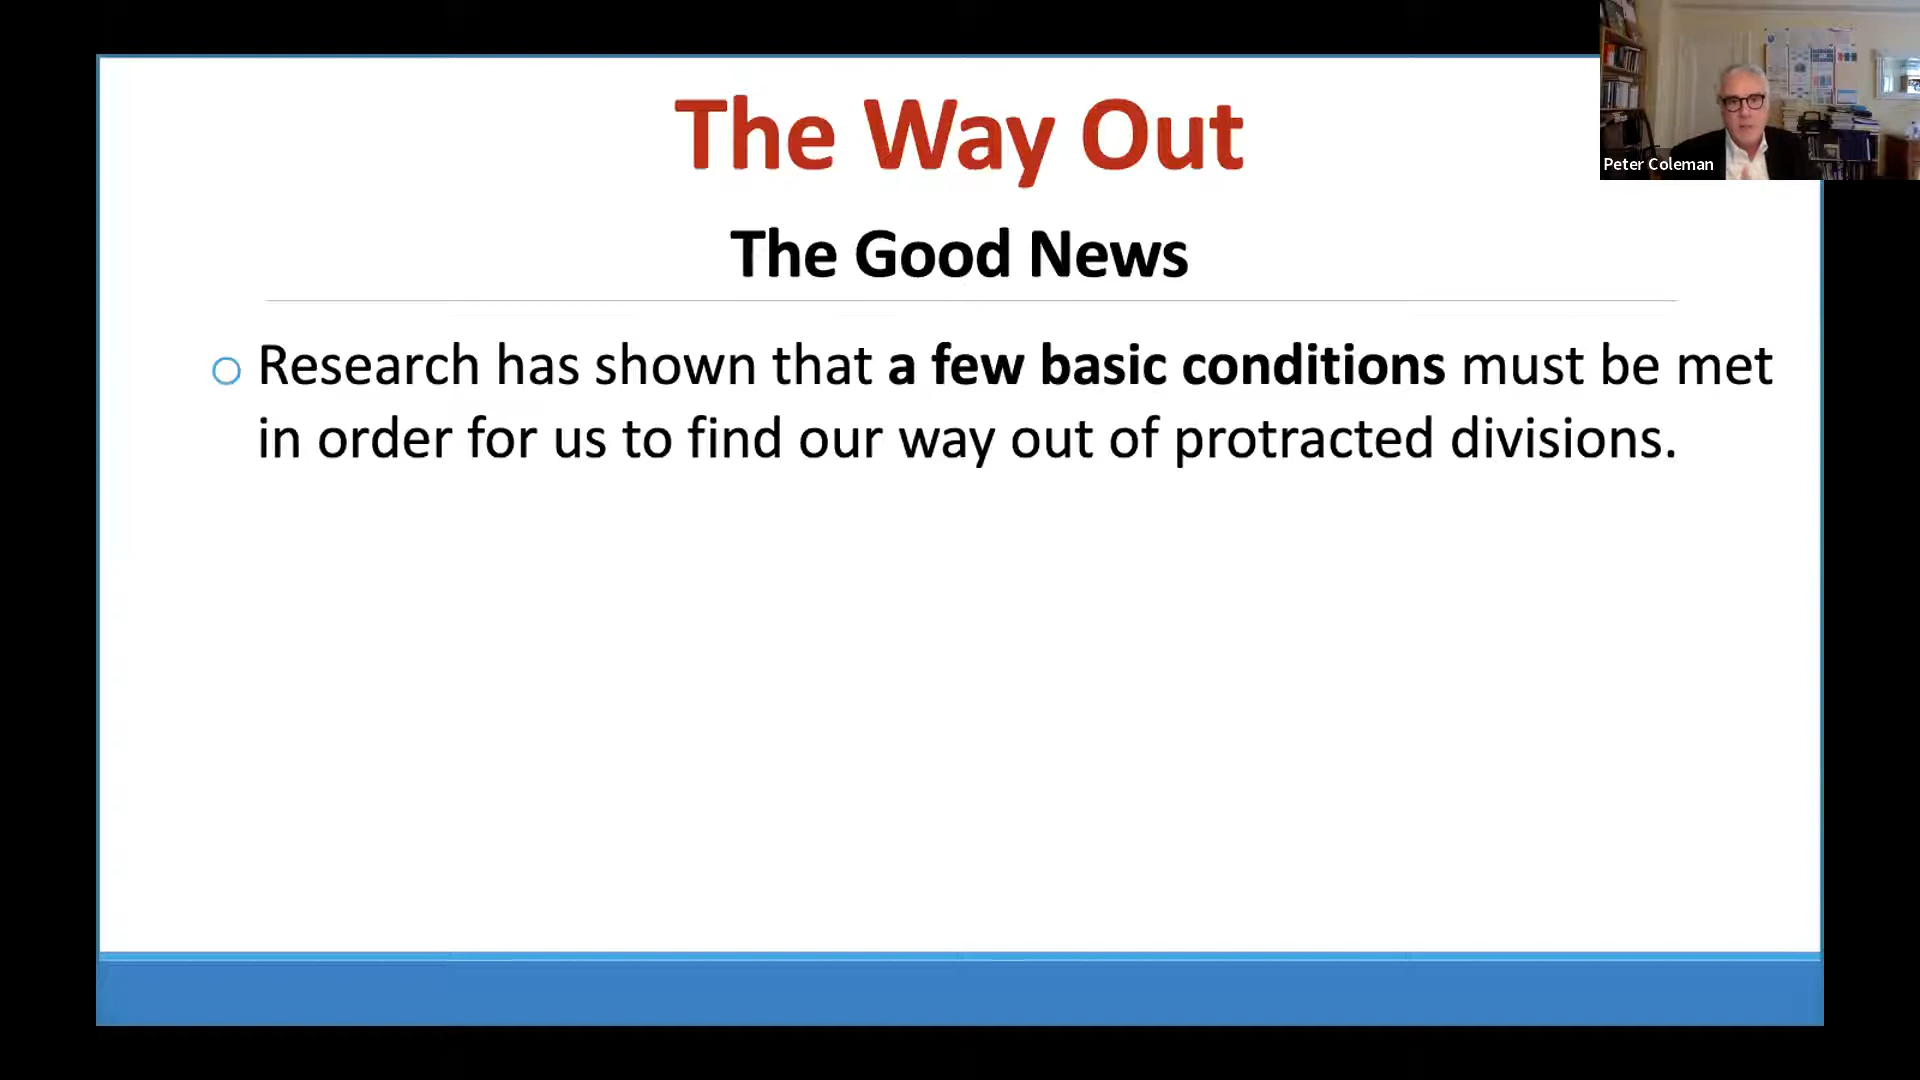 The Way Out
The Good News
Research has shown that a few basic conditions must be met
in order for us to find our way out of protracted divisions.
Peter Coleman